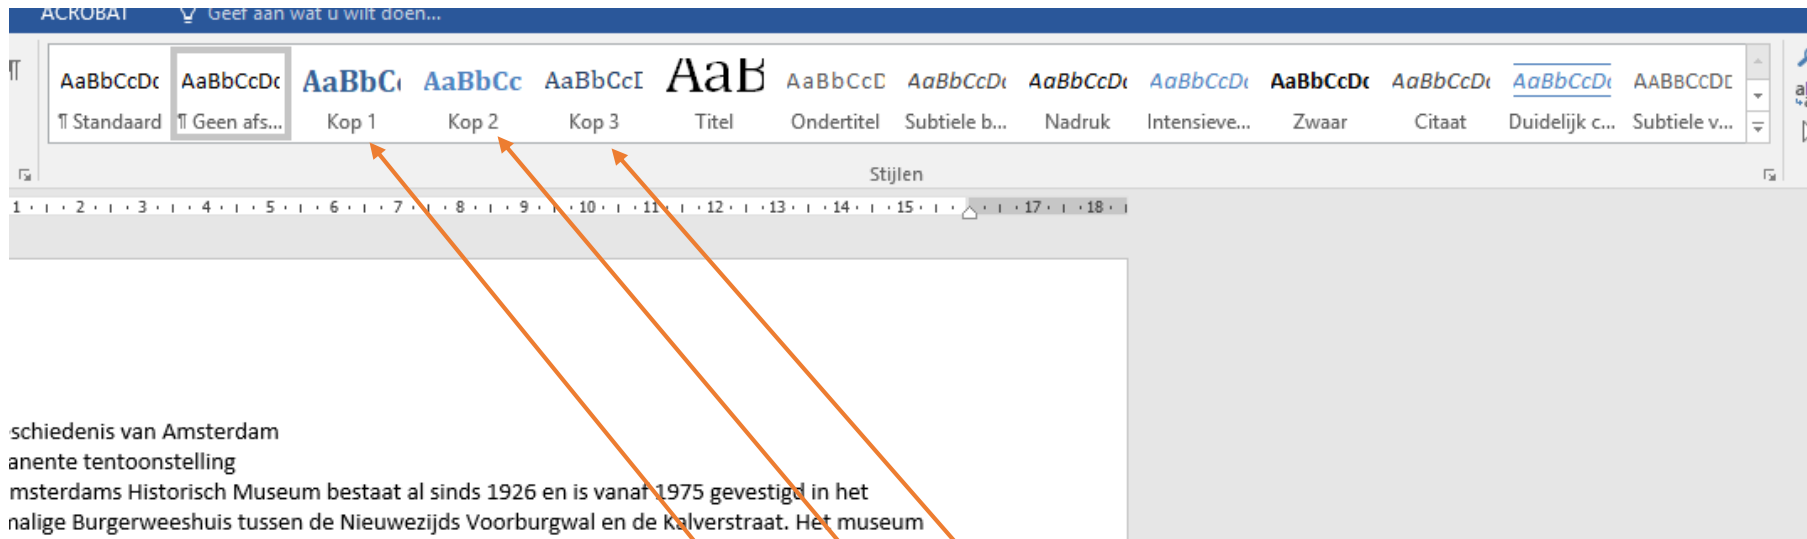 ACROBAT Geef aan wat u wilt doen...
AaBbCcDc AaBbCcDc AaBbC AaBbCc AaBbCcI AaB AaBbCcD AaBbCcDc AaBbCcDc AaBbCcDc AaBbCcDc AaBbCcDc AaBbCcDc AABBCCDE
¶ Standaard ¶ Geen afs... Kop 1 Kop 2 Kop 3 Titel Ondertitel Subtiele b... Nadruk Intensieve... Zwaar Citaat Duidelijk c... Subtiele v...
Stijlen
1 2 3 4 5 6 7 8 9 10 11 12 13 14 15 17 18
schiedenis van Amsterdam
anente tentoonstelling
msterdams Historisch Museum bestaat al sinds 1926 en is vanaf 1975 gevestigd in het
nalige Burgerweeshuis tussen de Nieuwezijds Voorburgwal en de Kalverstraat. Het museum